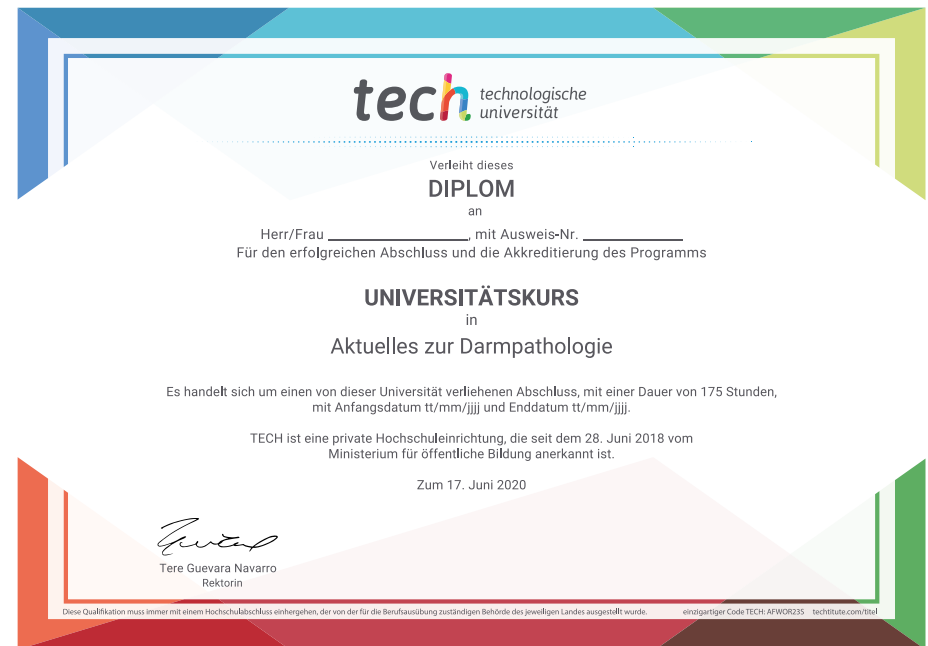 tech technologische
universität
Verleiht dieses
DIPLOM
an
Herr/Frau ____________________, mit Ausweis-Nr. ______________
Für den erfolgreichen Abschluss und die Akkreditierung des Programms
UNIVERSITÄTSKURS
in
Aktuelles zur Darmpathologie
Es handelt sich um einen von dieser Universität verliehenen Abschluss, mit einer Dauer von 175 Stunden,
mit Anfangsdatum tt/mm/jjjj und Enddatum tt/mm/jjjj.
TECH ist eine private Hochschuleinrichtung, die seit dem 28. Juni 2018 vom
Ministerium für öffentliche Bildung anerkannt ist.
Zum 17. Juni 2020
Tere Guevara Navarro
Rektorin
Diese Qualifikation muss immer mit einem Hochschulabschluss einhergehen, der von der für die Berufsausübung zuständigen Behörde des jeweiligen Landes ausgestellt wurde. einzigartiger Code TECH: AFWOR23S techtitute.com/titel